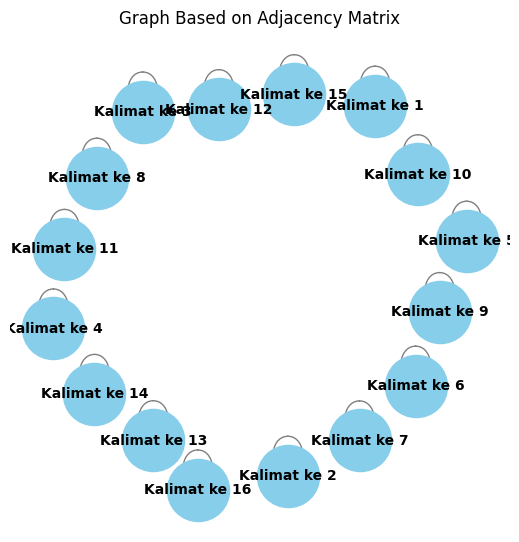 Graph Based on Adjacency Matrix
Kalimat ke 15
Kalimat ke 1
Kalimat ke 12
Kalimat ke
Kalimat ke 10
Kalimat ke 8
Kalimat ke 5
Kalimat ke 11
Kalimat ke 9
Kalimat ke 4
Kalimat ke 6
Kalimat ke 14
Kalimat ke 13
Kalimat ke 7
Kalimat ke 2
Kalimat ke 16